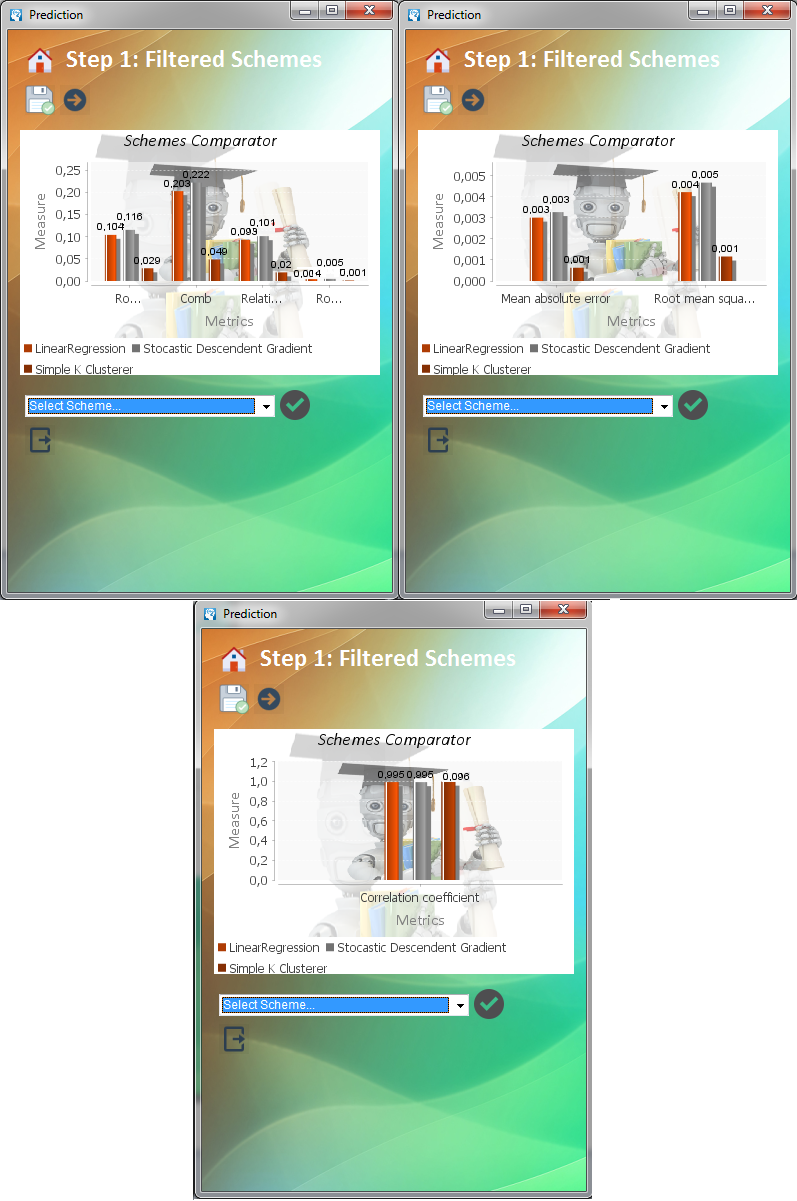 Prediction
Step 1: Filtered Schemes
Schemes Comparator
Measure
0,25
0,20
0,15
0,10
0,05
0,00
0,104
0,116
0,029
0,203
0,222
0,049
0,093
0,101
0,02
0,004
0,005
0,001
Ro... Comb Relati... Ro...
Metrics
LinearRegression Stocastic Descendent Gradient
Simple K Clusterer
Select Scheme...
Prediction
Step 1: Filtered Schemes
Schemes Comparator
Measure
0,005
0,004
0,003
0,002
0,001
0,000
0,003
0,003
0,001
0,004
0,005
0,001
Mean absolute error Root mean squa...
Metrics
LinearRegression Stocastic Descendent Gradient
Simple K Clusterer
Select Scheme...
Prediction
Step 1: Filtered Schemes
Schemes Comparator
Measure
1,2
1,0
0,8
0,6
0,4
0,2
0,0
0,995 0,995 0,096
Correlation coefficient
Metrics
LinearRegression Stocastic Descendent Gradient
Simple K Clusterer
Select Scheme...